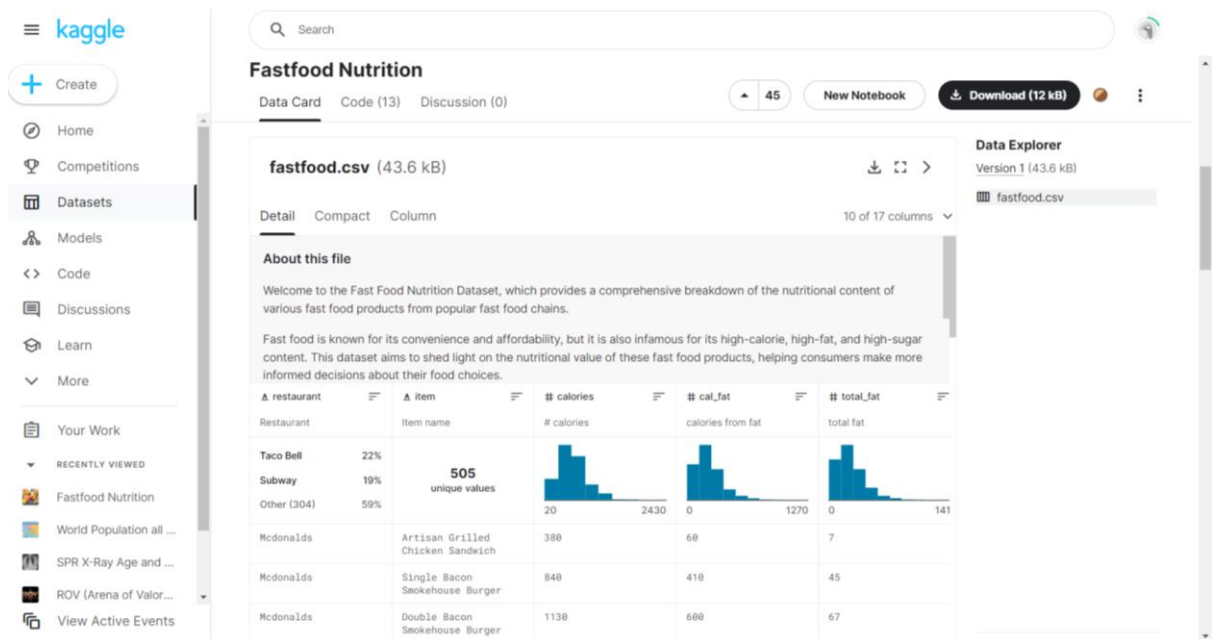 kaggle
Search
Create
Home
Competitions
Datasets
Models
Code
Discussions
Learn
More
Your Work
RECENTLY VIEWED
Fastfood Nutrition
World Population all ...
SPR X-Ray Age and ...
ROV (Arena of Valor...
View Active Events
Fastfood Nutrition
Data Card Code (13) Discussion (0)
45
New Notebook
Download (12 kB)
fastfood.csv (43.6 kB)
Detail Compact Column
10 of 17 columns
About this file
Welcome to the Fast Food Nutrition Dataset, which provides a comprehensive breakdown of the nutritional content of
various fast food products from popular fast food chains.
Fast food is known for its convenience and affordability, but it is also infamous for its high-calorie, high-fat, and high-sugar
content. This dataset aims to shed light on the nutritional value of these fast food products, helping consumers make more
informed decisions about their food choices.
A restaurant A item # calories # cal_fat # total_fat
Restaurant Item name # calories calories from fat total fat
Taco Bell 22%
Subway 19%
Other (304) 59%
505
unique values
20 2430 0 1270 0 141
Mcdonalds Artisan Grilled Chicken Sandwich 380 60 7
Mcdonalds Single Bacon Smokehouse Burger 840 410 45
Mcdonalds Double Bacon Smokehouse Burger 1130 600 67
Data Explorer
Version 1 (43.6 kB)
fastfood.csv